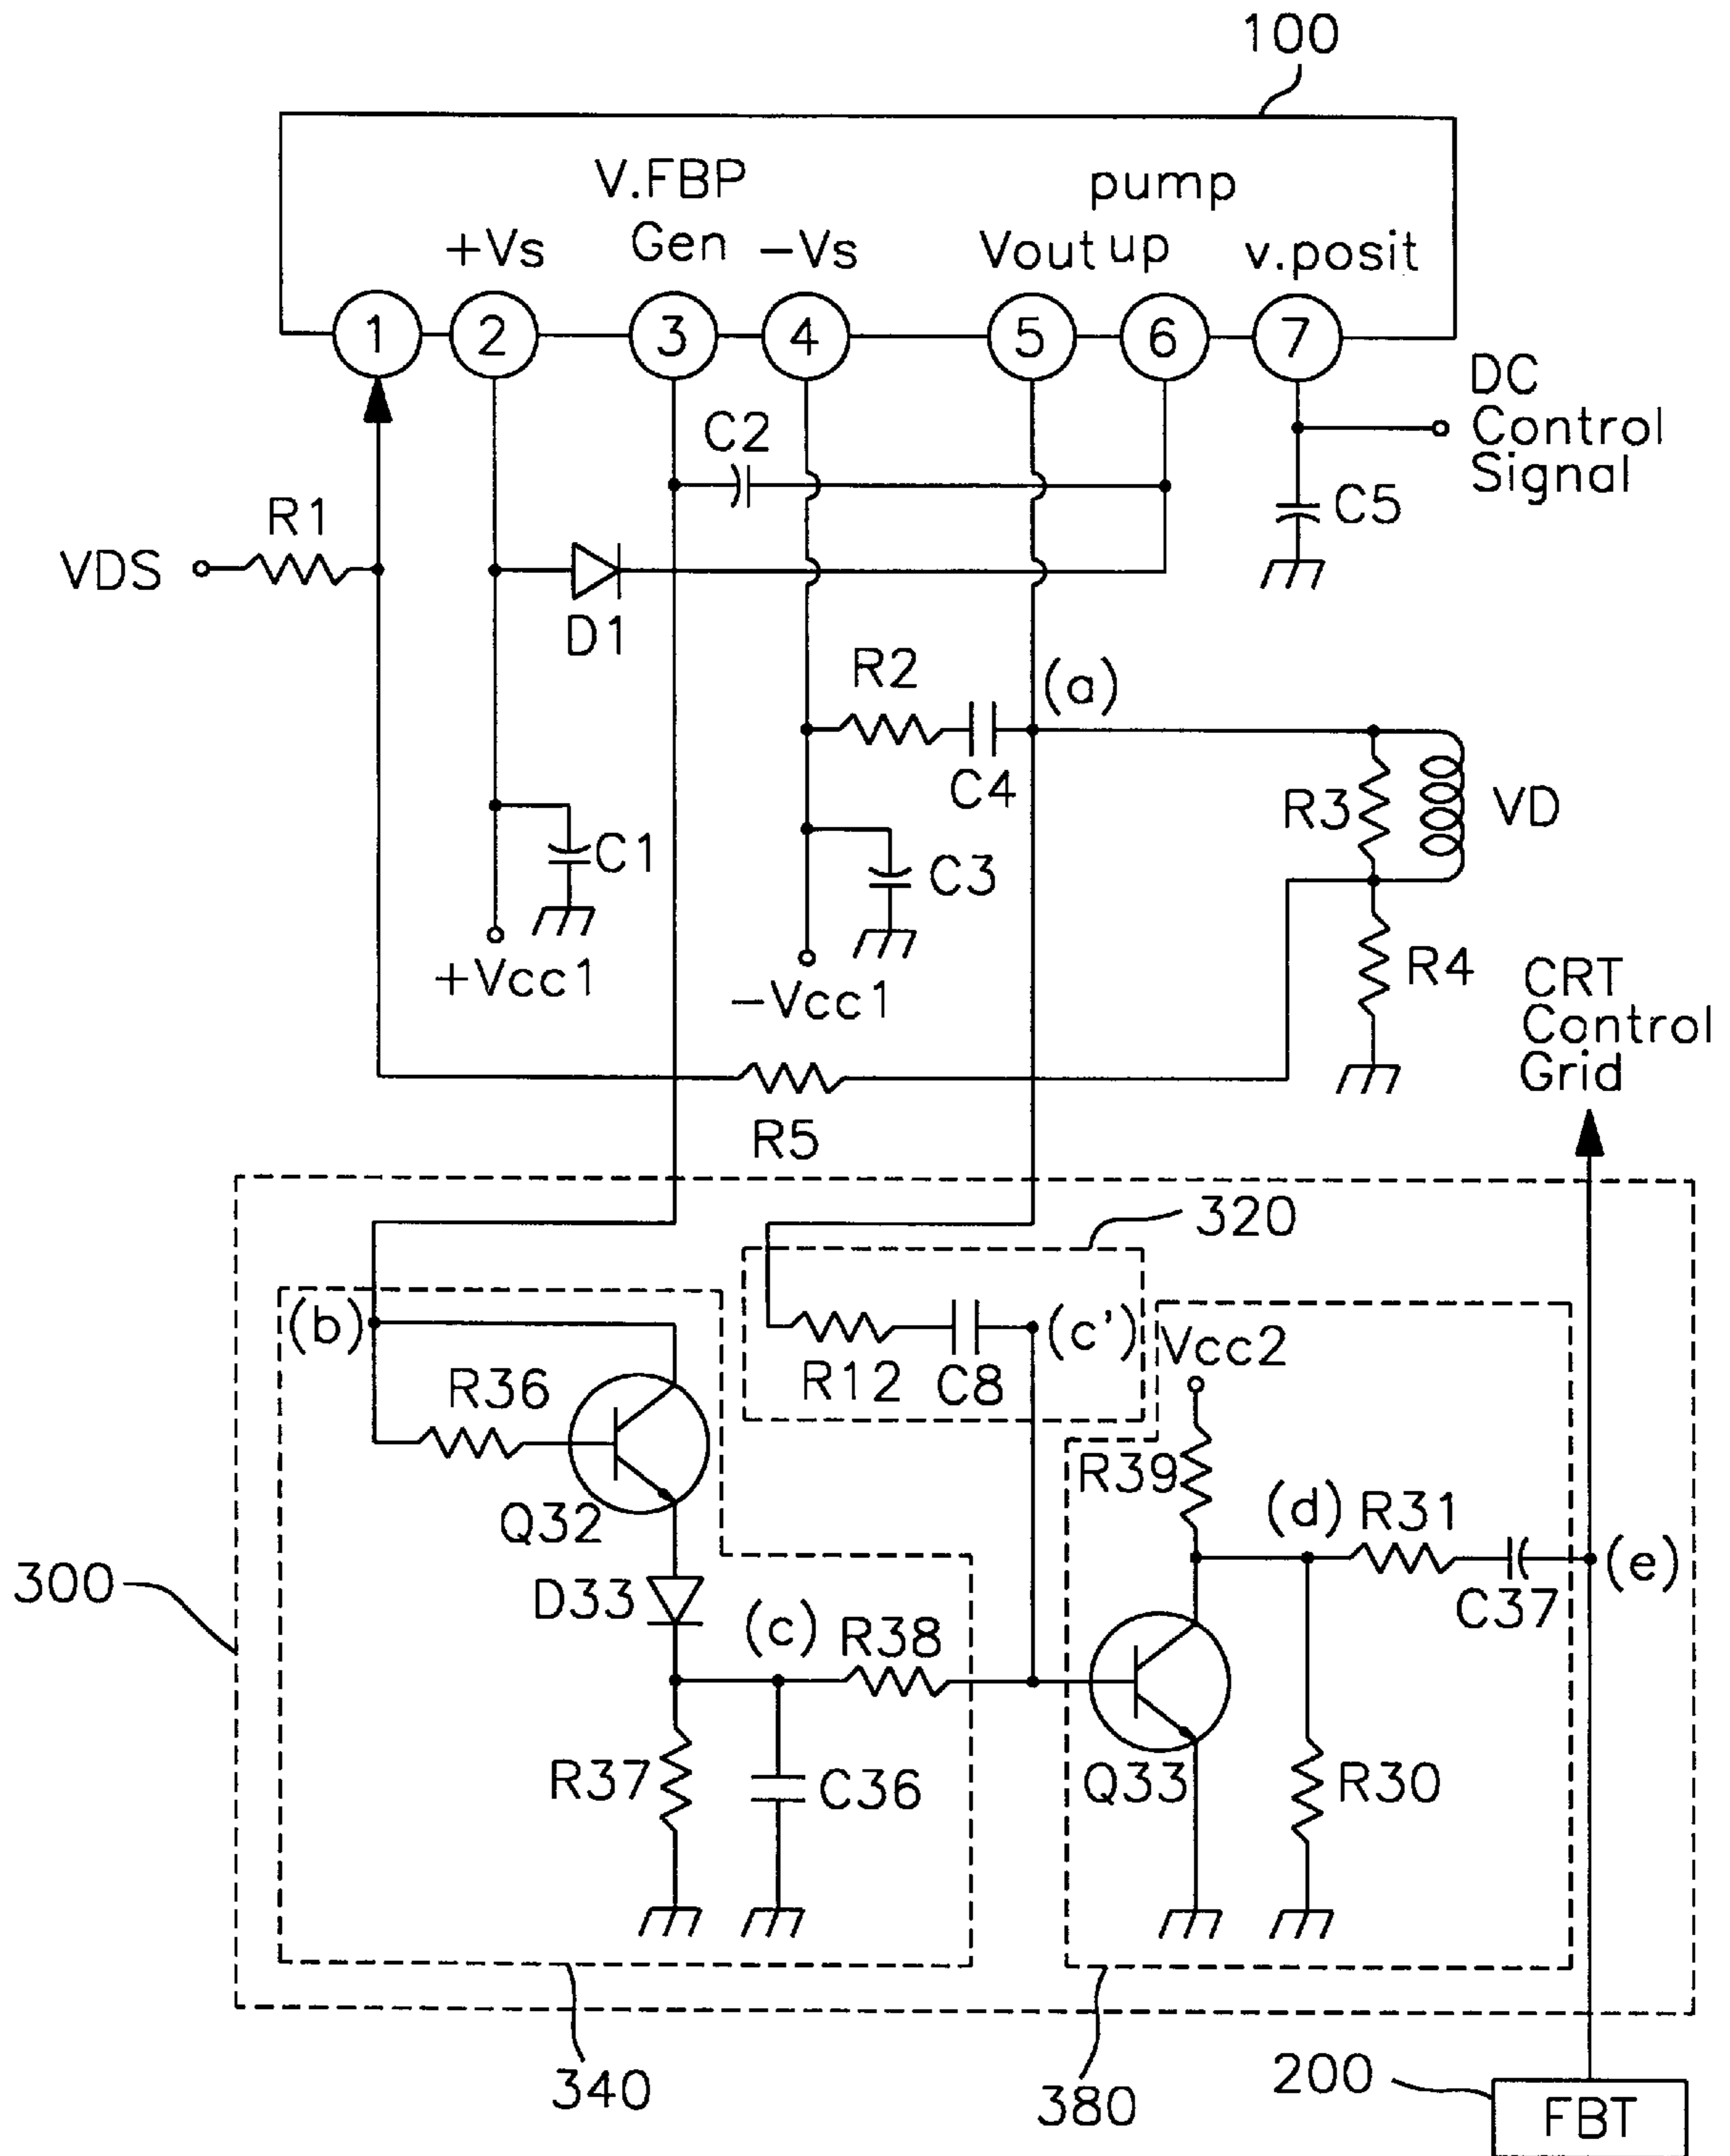 100
V.FBP
pump
+Vs
Gen
-Vs
Vout
up
v.posit
1
2
3
4
5
6
7
DC
Control
Signal
C2
C5
R1
VDS
D1
R2
(a)
C4
R3
VD
C1
C3
+Vcc1
-Vcc1
R4
CRT
Control
Grid
R5
320
(b)
(c')
Vcc2
R36
R12
C8
R39
Q32
(d)
R31
300
D33
(c)
R38
C37
(e)
R37
C36
Q33
R30
340
380
200
FBT